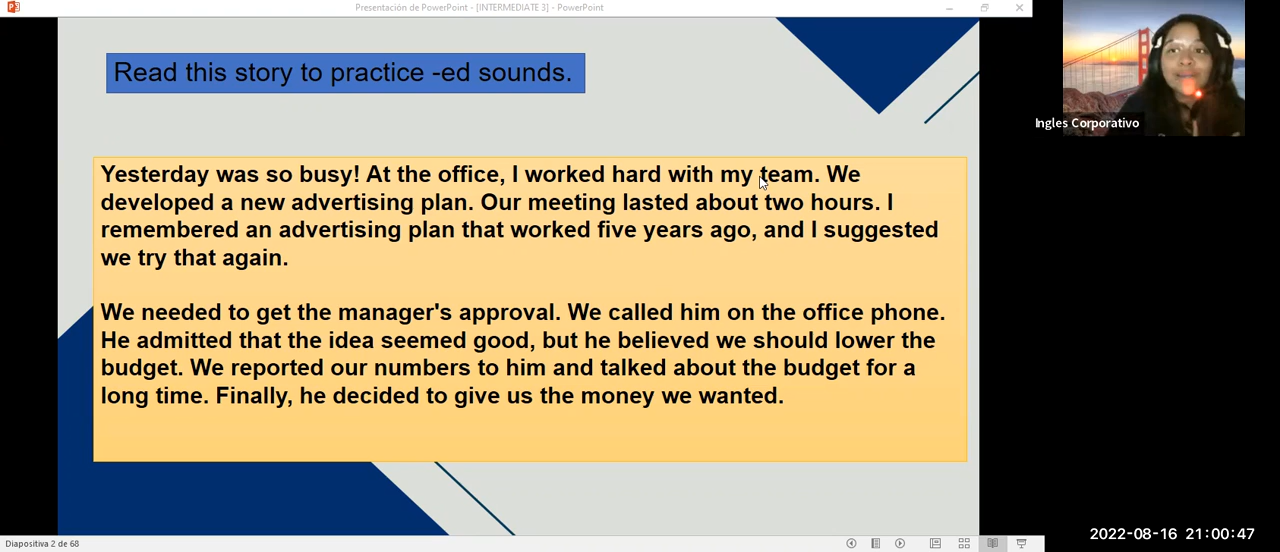 Presentación de PowerPoint - [INTERMEDIATE 3] - PowerPoint
Read this story to practice -ed sounds.
Ingles Corporativo
Yesterday was so busy! At the office, I worked hard with my team. We
developed a new advertising plan. Our meeting lasted about two hours. I
remembered an advertising plan that worked five years ago, and I suggested
we try that again.
We needed to get the manager's approval. We called him on the office phone.
He admitted that the idea seemed good, but he believed we should lower the
budget. We reported our numbers to him and talked about the budget for a
long time. Finally, he decided to give us the money we wanted.
Diapositiva 2 de 68
2022-08-16 21:00:47